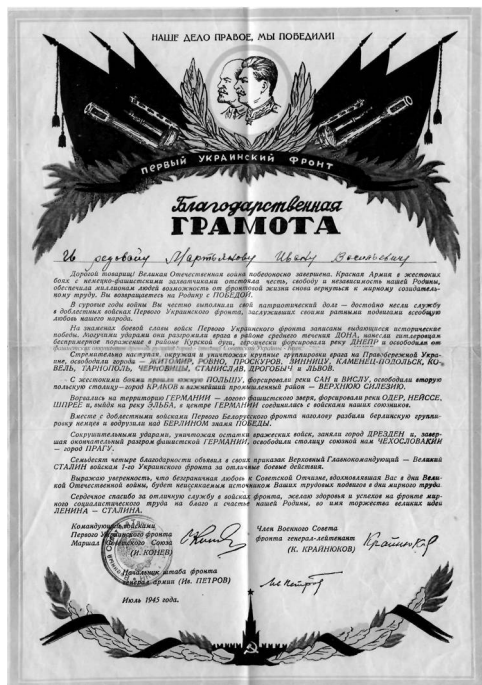 НАШЕ ДЕЛО ПРАВОЕ, МЫ ПОБЕДИЛИ!
ПЕРВЫЙ УКРАИНСКИЙ ФРОНТ
Благодарственная
ГРАМОТА
рядовому Мартьянову Ивану Васильевичу
Дорогой товарищ! Великая Отечественная война победоносно завершена. Красная Армия в жестоких
боях с немецко-фашистскими захватчиками отстояла честь, свободу и независимость нашей Родины,
обеспечила миллионам людей возможность от фронтовой жизни снова вернуться к мирному созидатель-
ному труду. Вы возвращаетесь на Родину с ПОБЕДОЙ.
В суровые годы войны Вы честно выполнили свой патриотический долг — достойно несли службу
в доблестных войсках Первого Украинского фронта, заслуживших своими ратными подвигами всеобщую
любовь нашего народа.
На знаменах боевой славы войск Первого Украинского фронта записаны выдающиеся исторические
победы. Могучими ударами они разгромили врага в районе среднего течения ДОНА, нанесли гитлеровцам
беспримерное поражение в районе Курской дуги, героически форсировали реку ДНЕПР и освободили от
Стремительно наступая, окружая и уничтожая крупные группировки врага на Правобережной Укра-
ине, освободили города — ЖИТОМИР, РОВНО, ПРОСКУРОВ, ВИННИЦУ, КАМЕНЕЦ-ПОДОЛЬСК, КО-
ВЕЛЬ, ТАРНОПОЛЬ, ЧЕРНОВИЦЫ, СТАНИСЛАВ, ДРОГОБЫЧ и ЛЬВОВ.
С жестокими боями прошли южную ПОЛЬШУ, форсировали реки САН и ВИСЛУ, освободили вторую
польскую столицу — город КРАКОВ и важнейший промышленный район — ВЕРХНЮЮ СИЛЕЗИЮ.
Ворвались на территорию ГЕРМАНИИ — логово фашистского зверя, форсировали реки ОДЕР, НЕЙССЕ,
ШПРЕЕ и, выйдя на реку ЭЛЬБА, в центре ГЕРМАНИИ соединились с войсками наших союзников.
Вместе с доблестными войсками Первого Белорусского фронта наголову разбили берлинскую группи-
ровку немцев и водрузили над БЕРЛИНОМ знамя ПОБЕДЫ.
Сокрушительными ударами, уничтожая остатки вражеских войск, заняли город ДРЕЗДЕН и, завер-
шая окончательный разгром фашистской ГЕРМАНИИ, освободили столицу союзной нам ЧЕХОСЛОВАКИИ
— город ПРАГУ.
Семьдесят четыре благодарности объявил в своих приказах Верховный Главнокомандующий — Великий
СТАЛИН войскам 1-го Украинского фронта за отличные боевые действия.
Выражаю уверенность, что безграничная любовь к Советской Отчизне, вдохновлявшая Вас в дни Вели-
кой Отечественной войны, будет неиссякаемым источником Ваших трудовых подвигов в дни мирного труда.
Сердечное спасибо за отличную службу в войсках фронта, желаю здоровья и успехов на фронте мир-
ного социалистического труда на благо и счастье нашей Родины, во имя торжества великих идей
ЛЕНИНА — СТАЛИНА.
Командующий войсками
Первого Украинского фронта
Маршал Советского Союза
(И. КОНЕВ)
Член Военного Совета
фронта генерал-лейтенант
(К. КРАЙНЮКОВ)
Начальник штаба фронта
генерал армии (Ив. ПЕТРОВ)
Июль 1945 года.